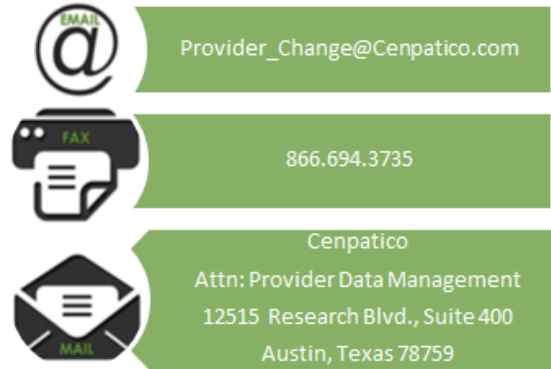 EMAIL
Provider_Change@Cenpatico.com
FAX
866.694.3735
Cenpatico
Attn: Provider Data Management
12515 Research Blvd., Suite 400
Austin, Texas 78759
MAIL